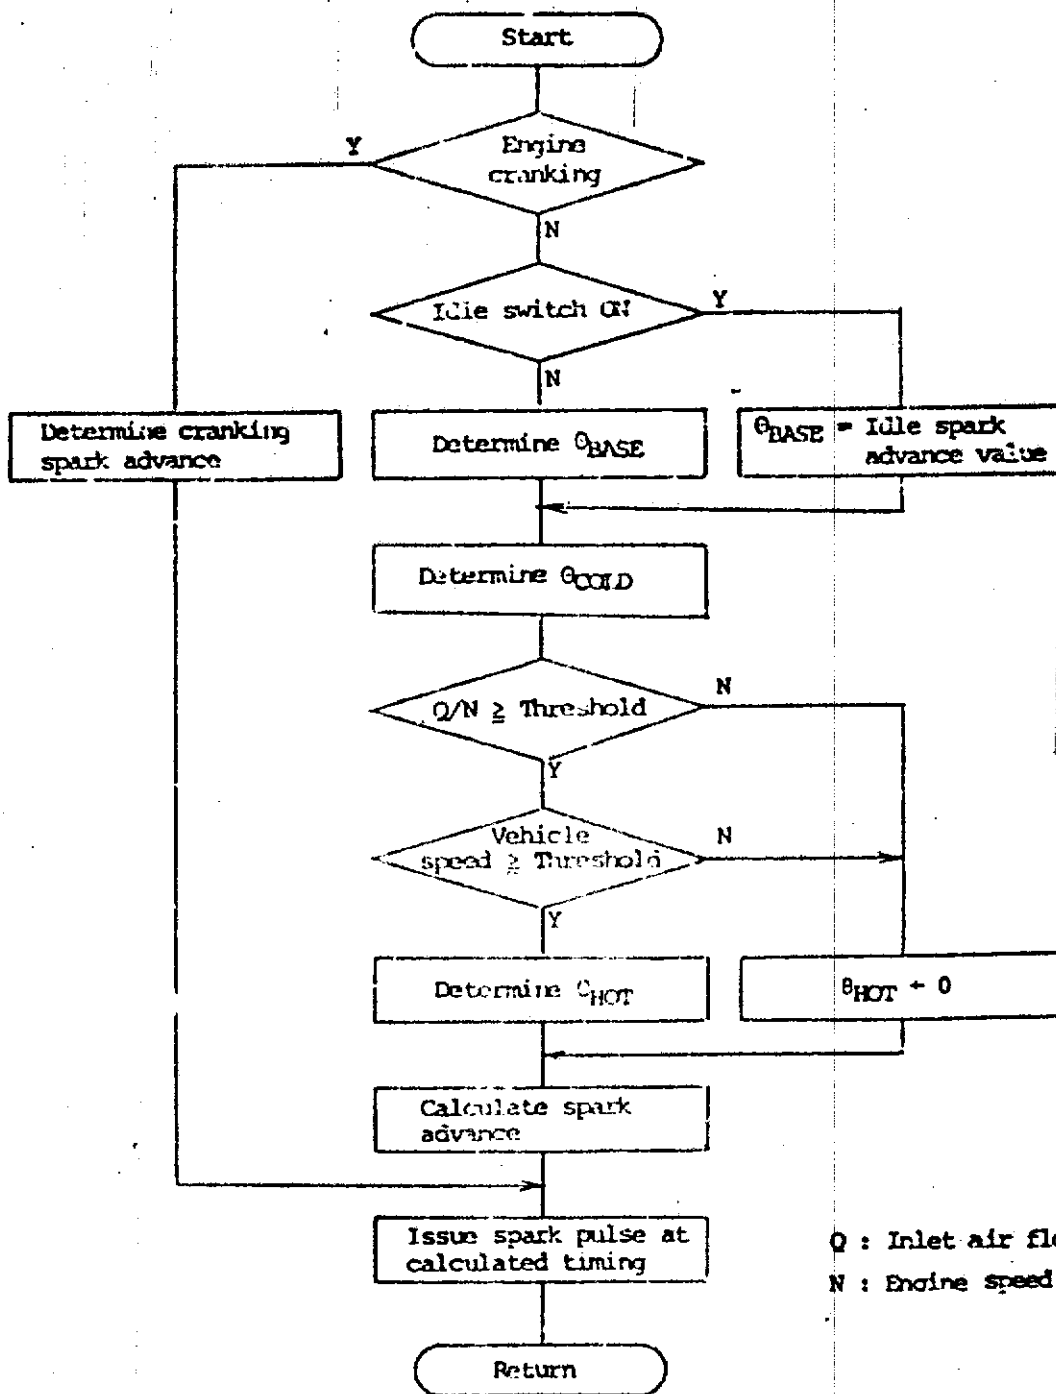 Start
Y
Engine
cranking
N
Idle switch ON
Y
N
Determine cranking
spark advance
Determine θBASE
θBASE = Idle spark
advance value
Determine θCOLD
Q/N ≧ Threshold
N
Y
Vehicle
speed ≧ Threshold
N
Y
Determine θHOT
θHOT ← 0
Calculate spark
advance
Issue spark pulse at
calculated timing
Q : Inlet air flo
N : Engine speed
Return